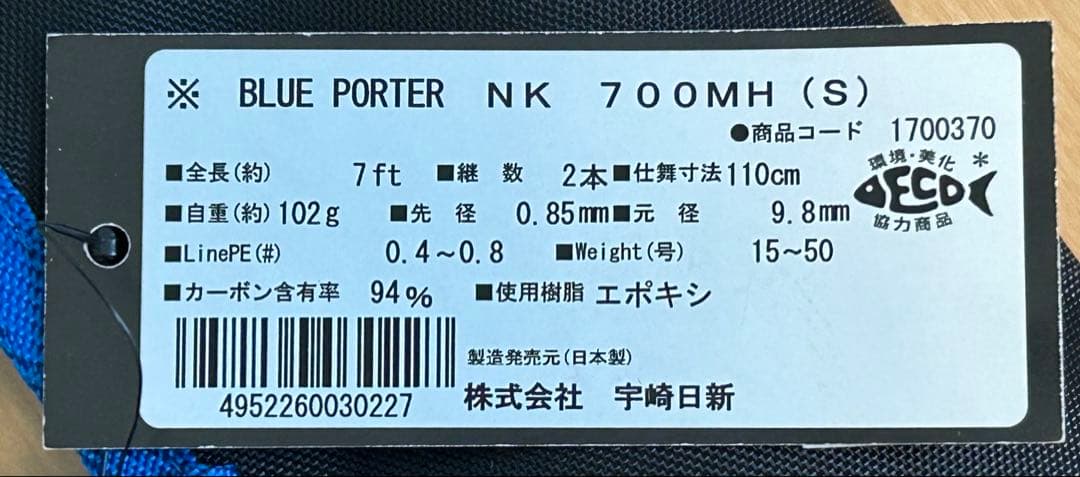 ※ BLUE PORTER NK 700MH(S)
●商品コード 1700370
■全長(約) 7ft ■継 数 2本 ■仕舞寸法 110cm
環境・美化 *
ECO
協力商品
■自重(約) 102g ■先 径 0.85mm ■元 径 9.8mm
■LinePE(#) 0.4~0.8 ■Weight(号) 15~50
■カーボン含有率 94% ■使用樹脂 エポキシ
製造発売元(日本製)
株式会社 宇崎日新
4952260030227